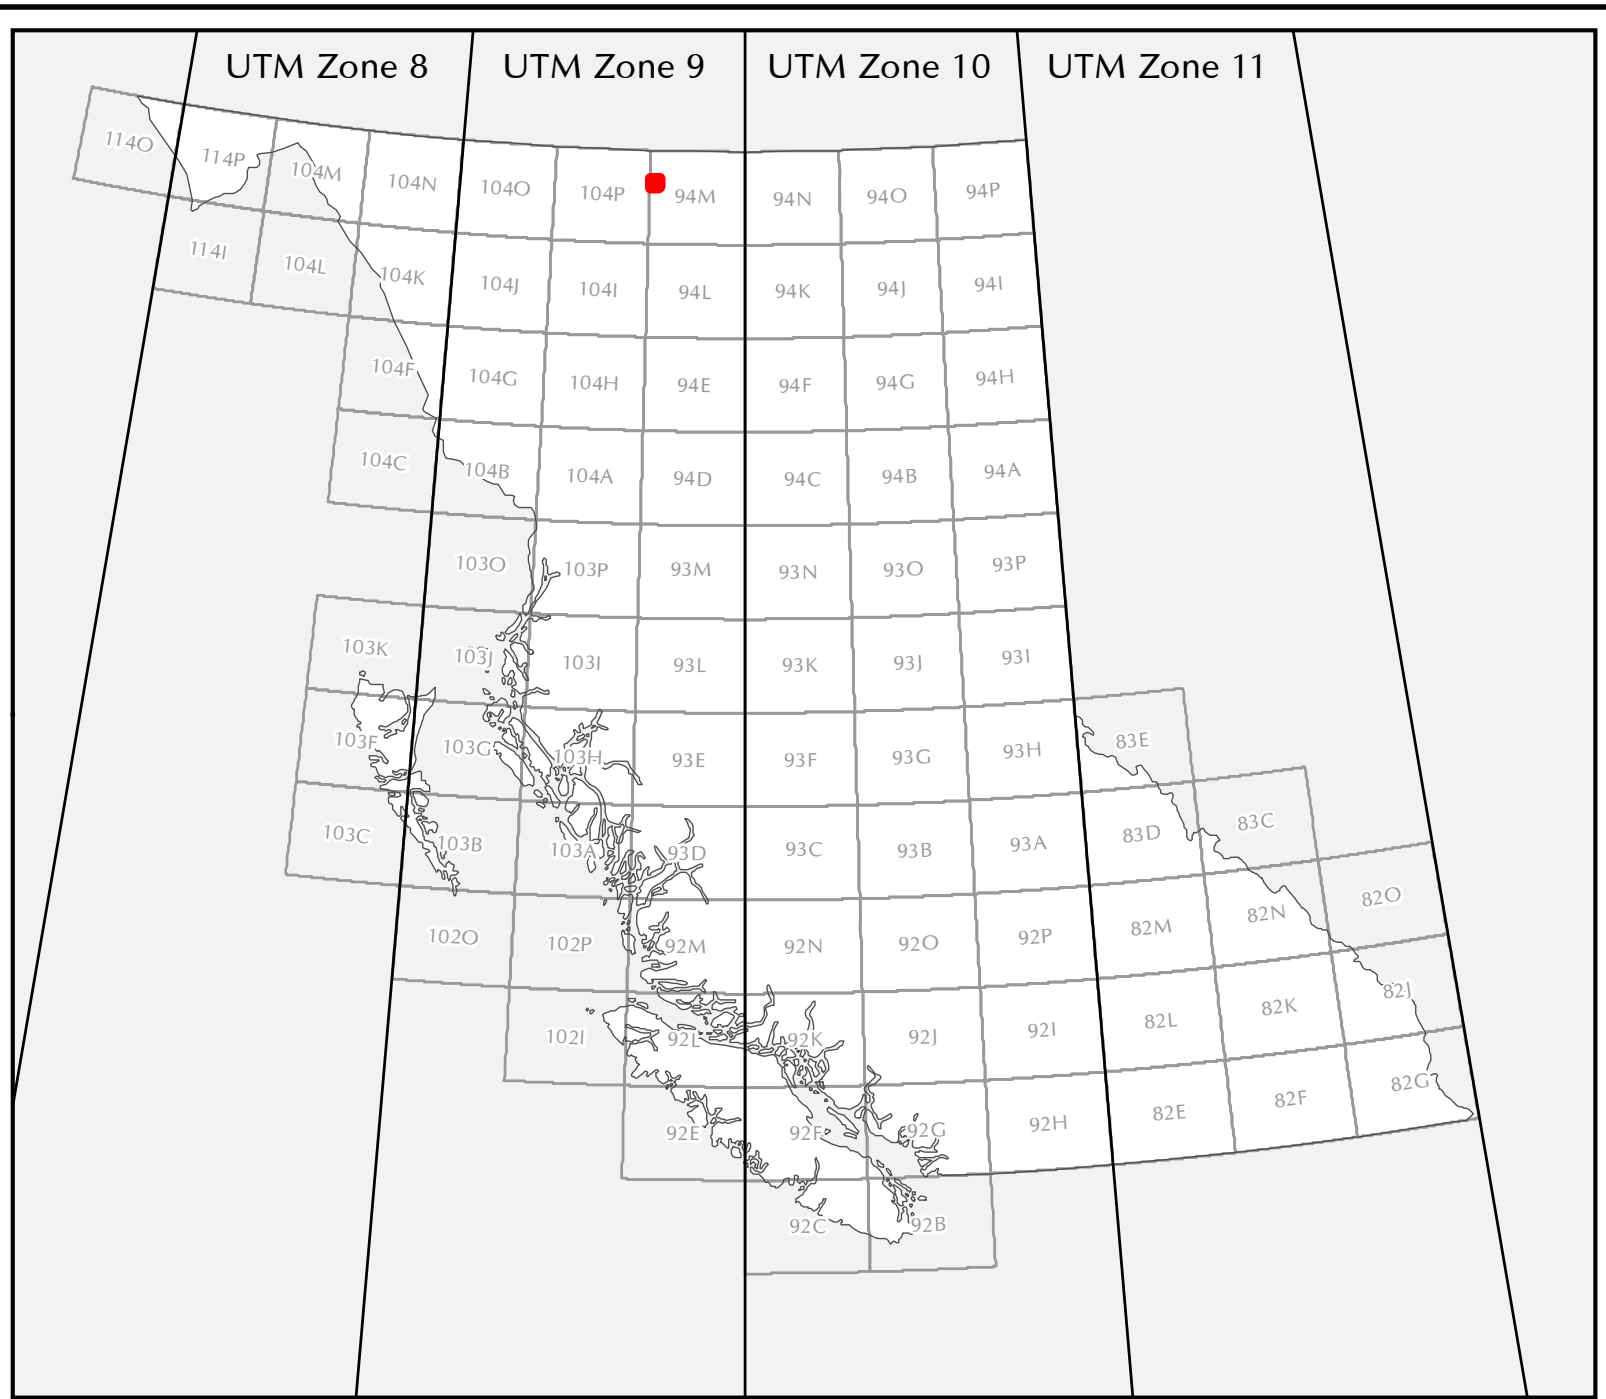 UTM Zone 8 UTM Zone 9 UTM Zone 10 UTM Zone 11
114O 114P 104M 104N 104O 104P 94M 94N 94O 94P
114I 104L 104K 104J 104I 94L 94K 94J 94I
104F 104G 104H 94E 94F 94G 94H
104C 104B 104A 94D 94C 94B 94A
103O 103P 93M 93N 93O 93P
103K 103J 103I 93L 93K 93J 93I
103F 103G 103H 93E 93F 93G 93H 83E
103C 103B 103A 93D 93C 93B 93A 83D 83C
102O 102P 92M 92N 92O 92P 82M 82N 82O
102I 92L 92K 92J 92I 82L 82K 82J
92E 92F 92G 92H 82E 82F 82G
92C 92B